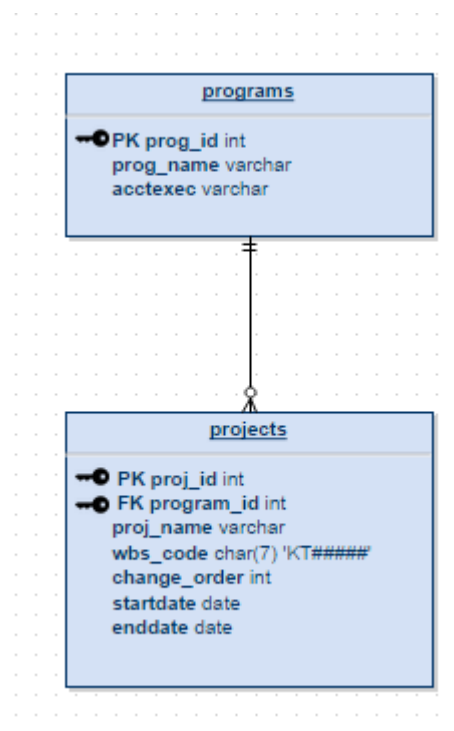 programs
PK prog_id int
prog_name varchar
acctexec varchar
projects
PK proj_id int
FK program_id int
proj_name varchar
wbs_code char(7) 'KT#####'
change_order int
startdate date
enddate date